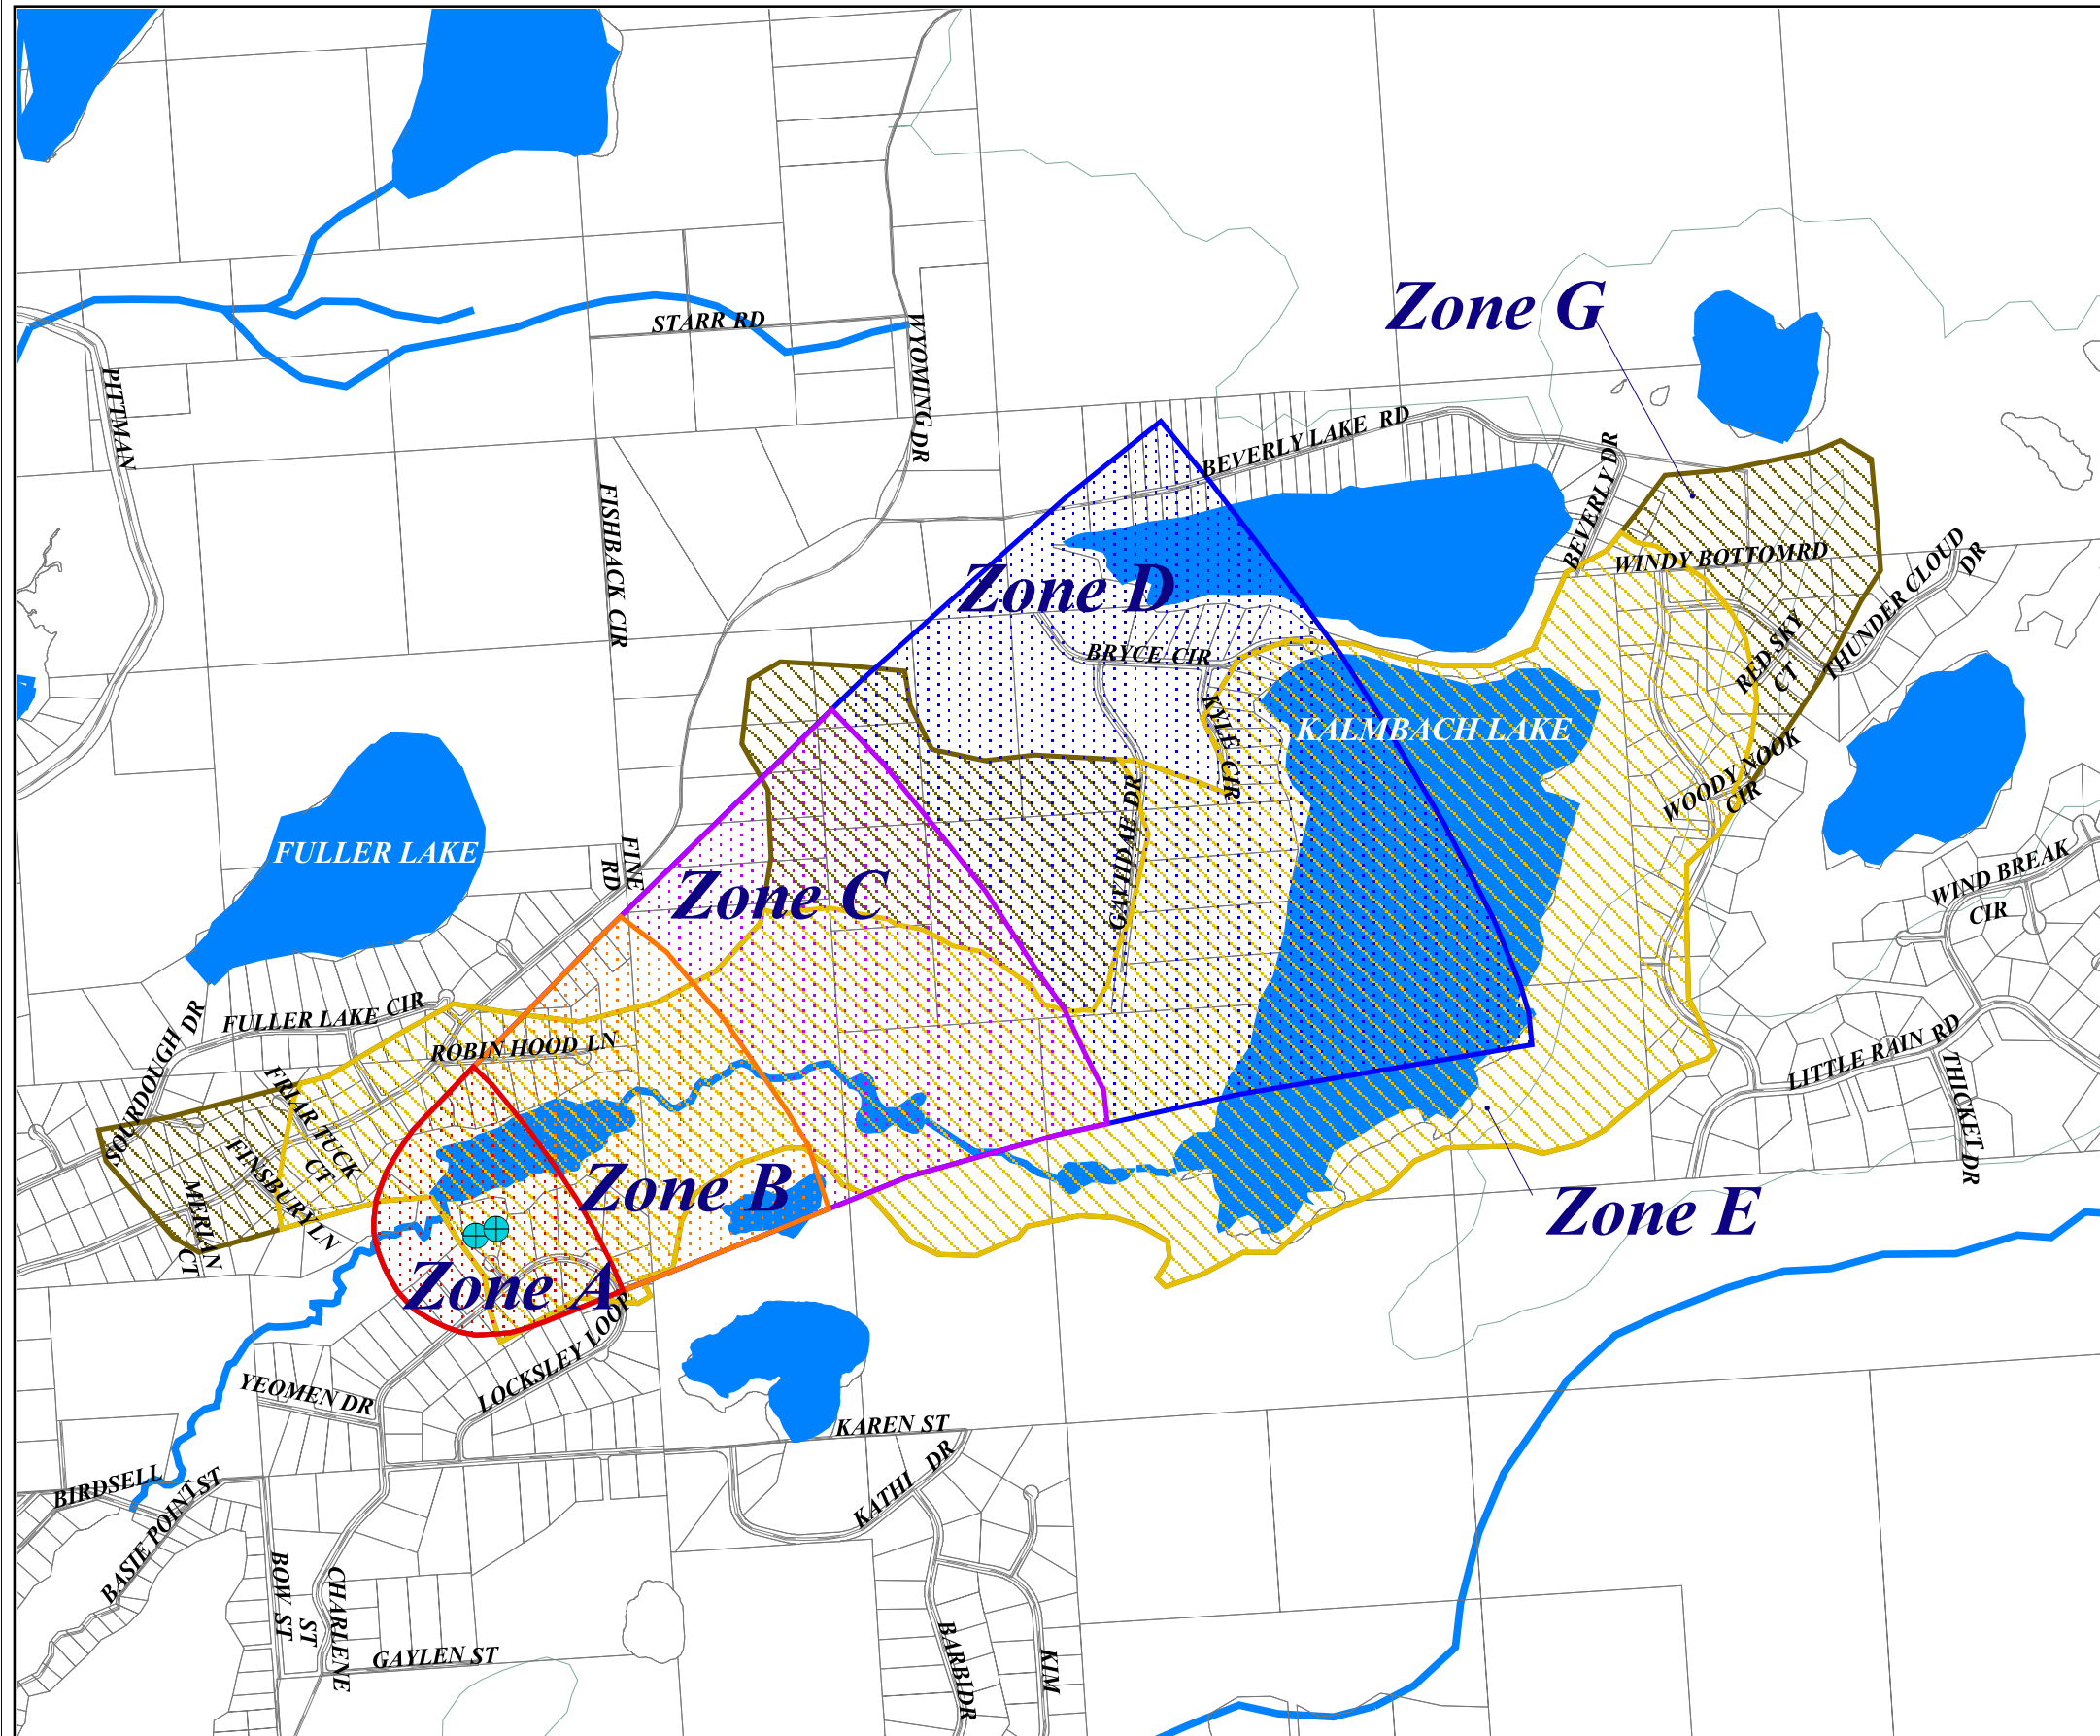 Zone G
STARR RD
WYOMING DR
PITTMAN
BEVERLY LAKE RD
BEVERLY DR
FISHBACK CIR
WINDY BOTTOMRD
THUNDER CLOUD
DR
Zone D
BRYCE CIR
RED SKY
CT
KYLE CIR
KALMBACH LAKE
WOODY NOOK
CIR
GAYHDAE DR
FULLER LAKE
FINE
RD
Zone C
WIND BREAK
CIR
SOURDOUGH DR
FULLER LAKE CIR
ROBIN HOOD LN
LITTLE RAIN RD
THICKET DR
FRIAR TUCK
CT
FINSBURY LN
MERLIN
CT
Zone B
Zone E
Zone A
LOCKSLEY LOOP
YEOMEN DR
KAREN ST
KATHI DR
BIRDSELL
BASIE POINT ST
BOW ST
CHARLENE
ST
GAYLEN ST
BARBIDR
KIM